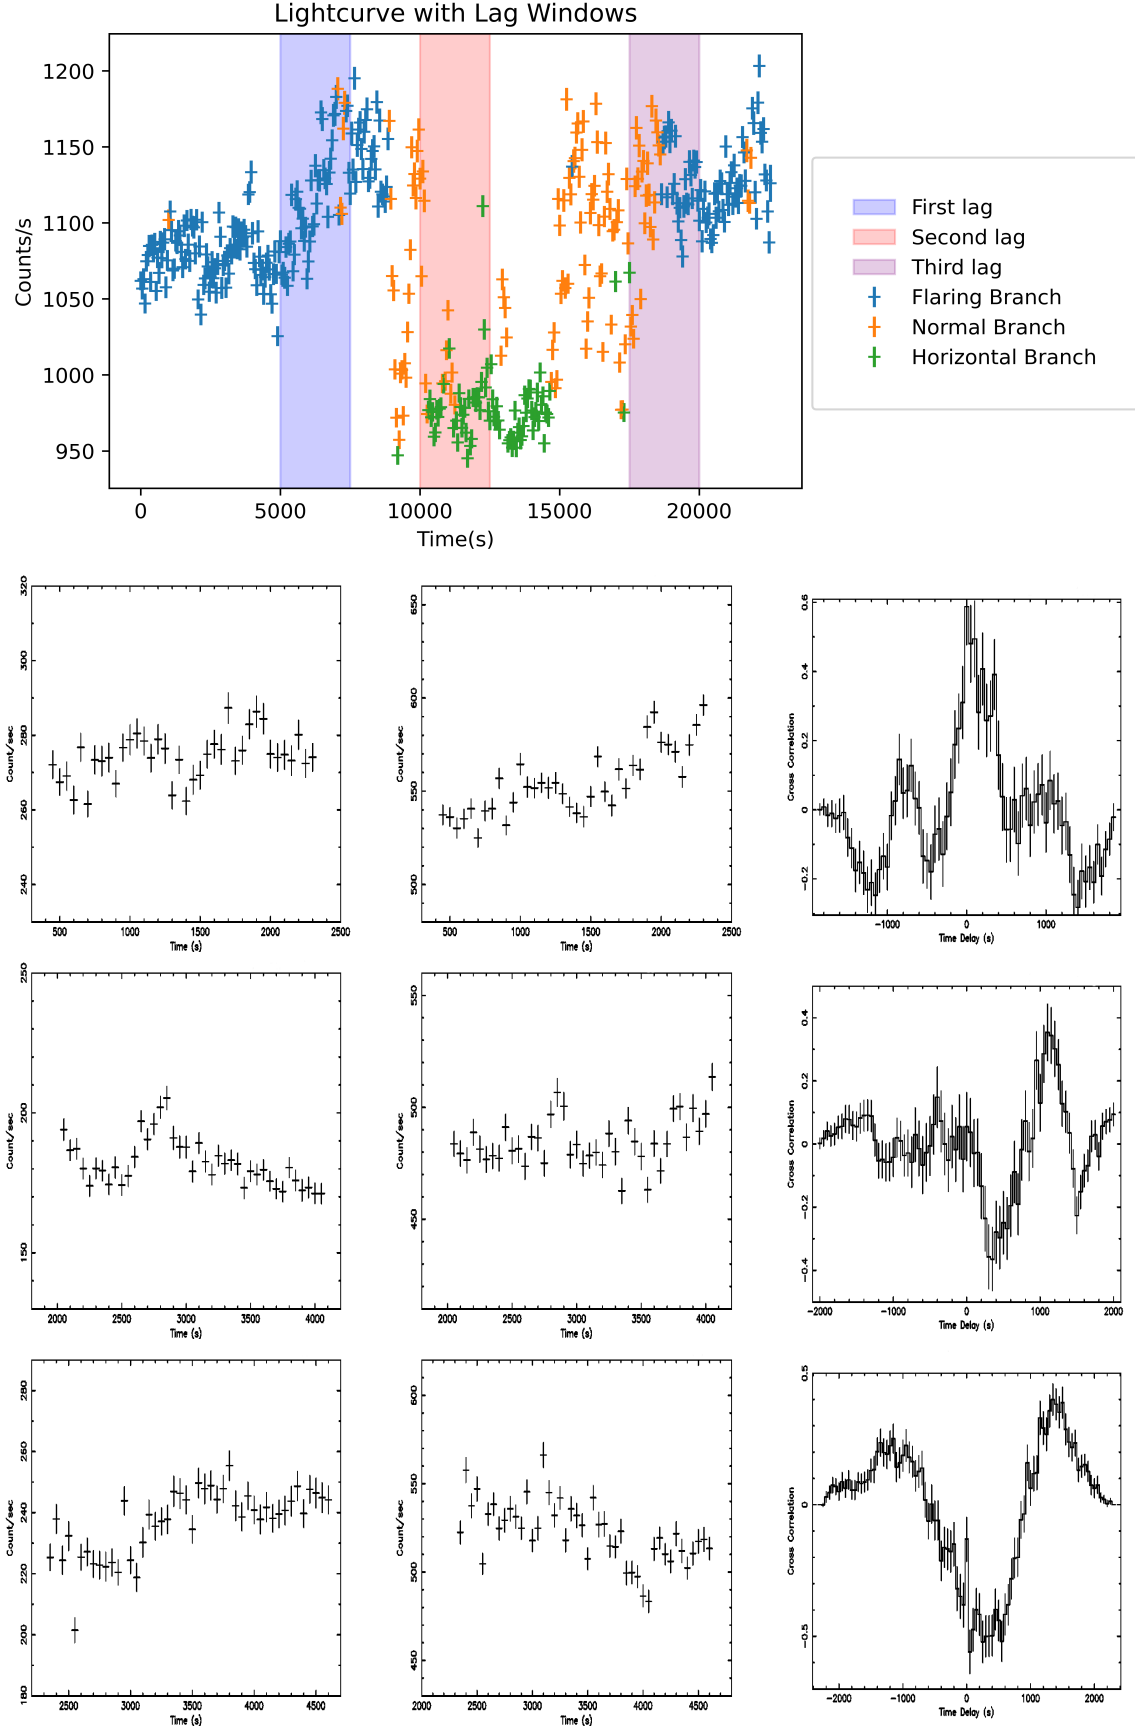 Lightcurve with Lag Windows
Counts/s
1200
1150
1100
1050
1000
950
0 5000 10000 15000 20000
Time(s)
First lag
Second lag
Third lag
Flaring Branch
Normal Branch
Horizontal Branch
Count/sec
320
300
280
260
240
500 1000 1500 2000 2500
Time (s)
Count/sec
650
600
550
500
500 1000 1500 2000 2500
Time (s)
Cross Correlation
0.6
0.4
0.2
0
-0.2
-1000 0 1000
Time Delay (s)
Count/sec
250
200
150
2000 2500 3000 3500 4000
Time (s)
Count/sec
550
500
450
2000 2500 3000 3500 4000
Time (s)
Cross Correlation
0.4
0.2
0
-0.2
-0.4
-2000 -1000 0 1000 2000
Time Delay (s)
Count/sec
280
260
240
220
200
180
2500 3000 3500 4000 4500
Time (s)
Count/sec
600
550
500
450
2000 2500 3000 3500 4000 4500
Time (s)
Cross Correlation
0.5
0
-0.5
-2000 -1000 0 1000 2000
Time Delay (s)